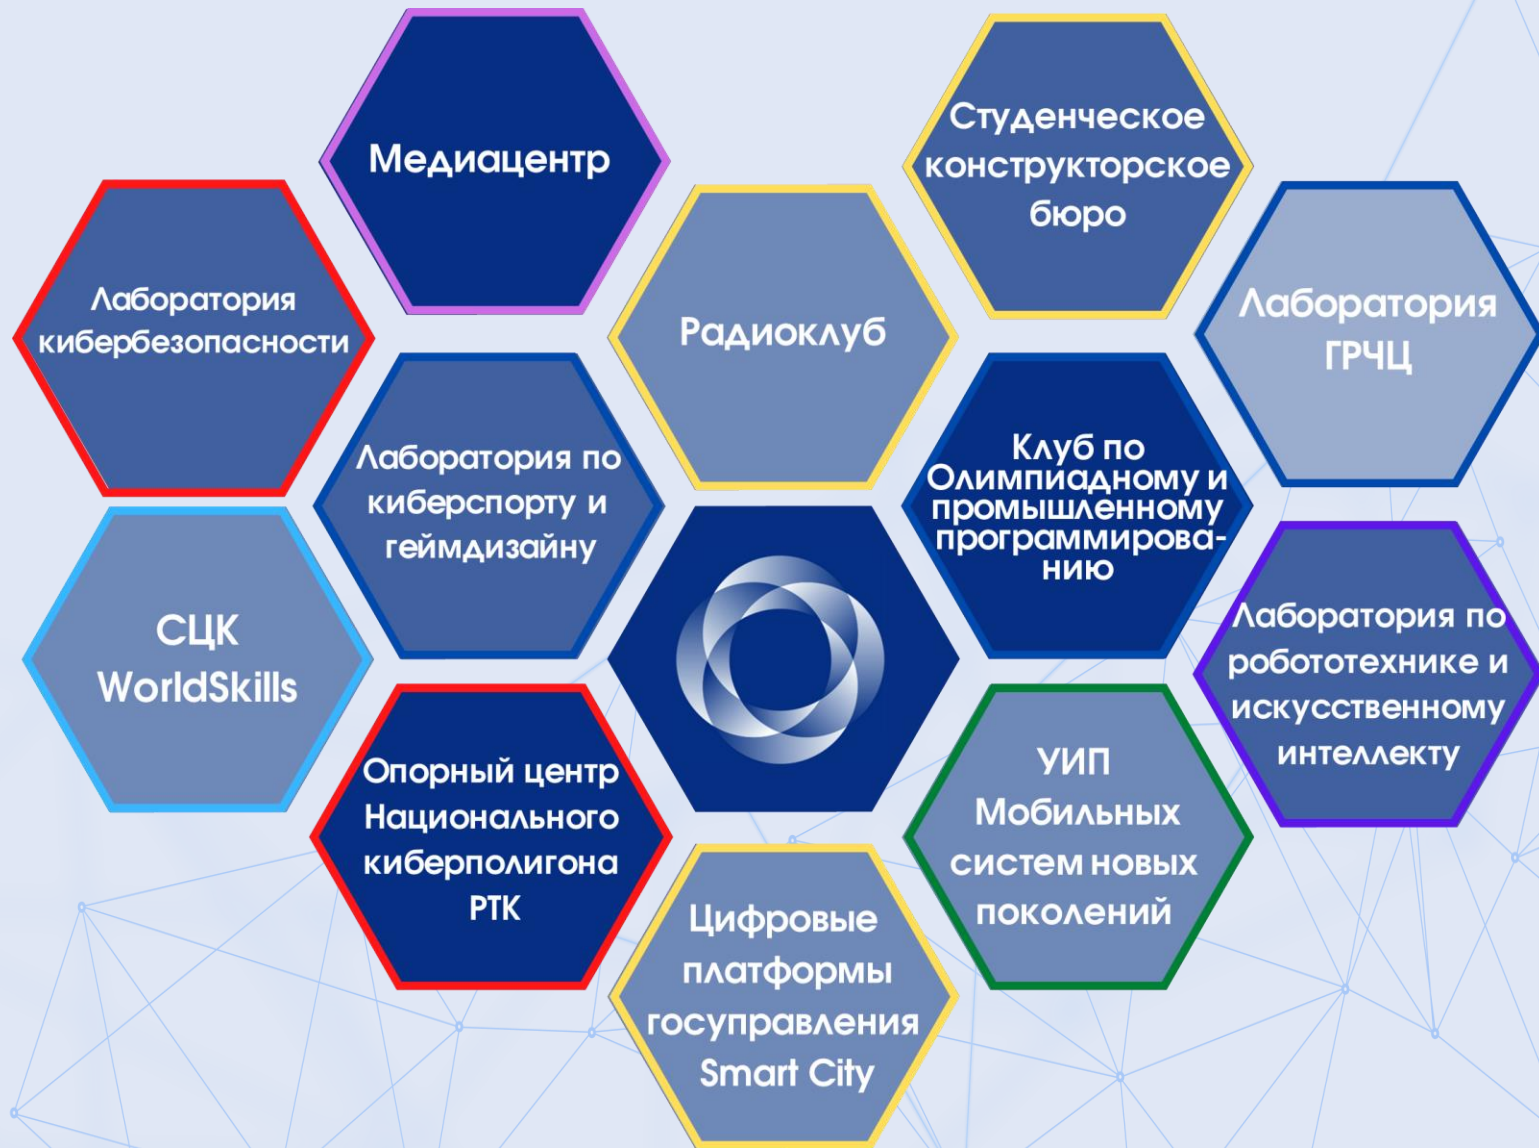 Медиацентр
Студенческое
конструкторское
бюро
Лаборатория
кибербезопасности
Радиоклуб
Лаборатория
ГРЧЦ
Лаборатория по
киберспорту и
геймдизайну
Клуб по
Олимпиадному и
промышленному
программирова-
нию
СЦК
WorldSkills
Лаборатория по
робототехнике и
искусственному
интеллекту
Опорный центр
Национального
киберполигона
РТК
УИП
Мобильных
систем новых
поколений
Цифровые
платформы
госуправления
Smart City